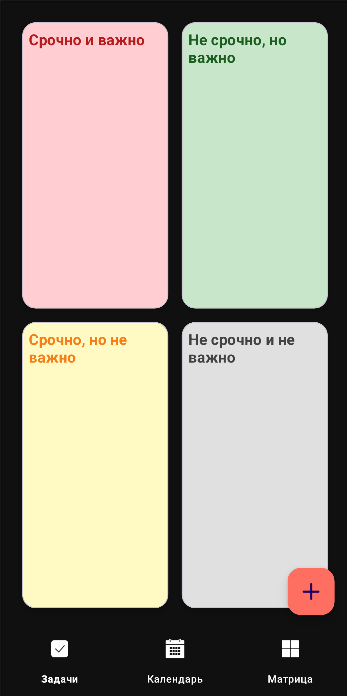 Срочно и важно
Не срочно, но
важно
Срочно, но не
важно
Не срочно и не
важно
Задачи
Календарь
Матрица